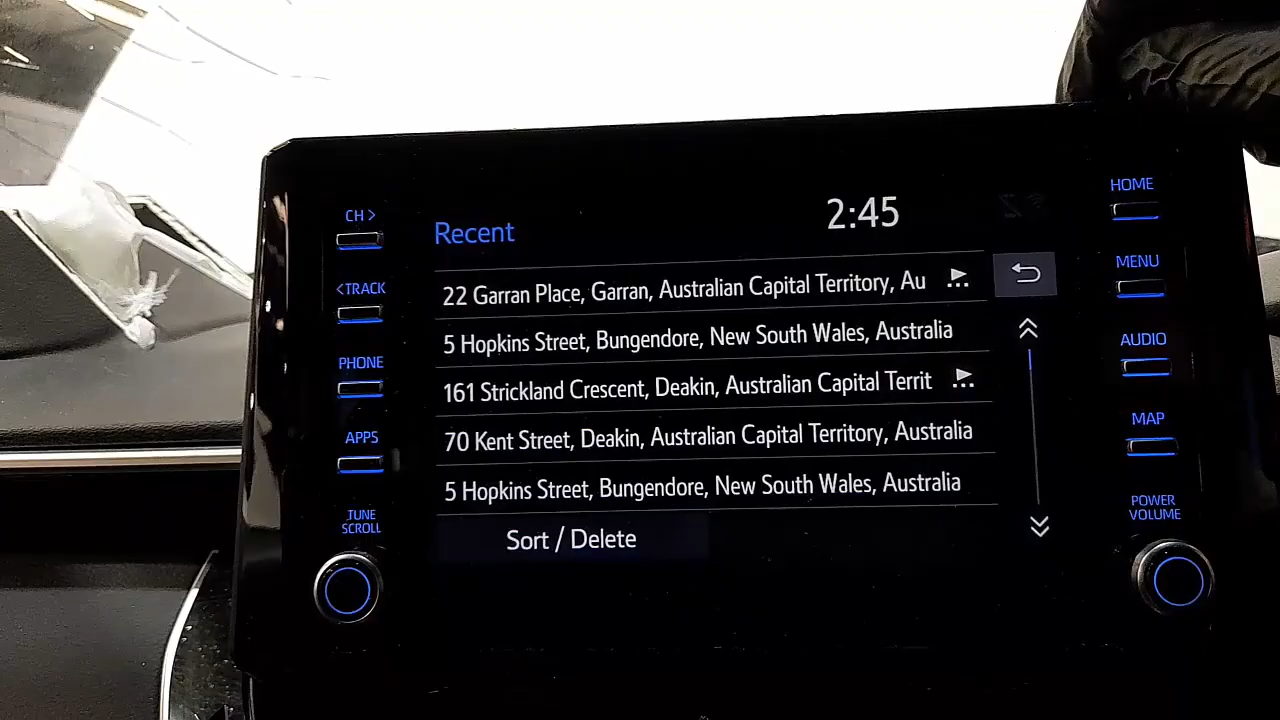 CH >
Recent
2:45
HOME
22 Garran Place, Garran, Australian Capital Territory, Au
<TRACK
MENU
5 Hopkins Street, Bungendore, New South Wales, Australia
PHONE
AUDIO
161 Strickland Crescent, Deakin, Australian Capital Territ
APPS
MAP
70 Kent Street, Deakin, Australian Capital Territory, Australia
5 Hopkins Street, Bungendore, New South Wales, Australia
TUNE
SCROLL
POWER
VOLUME
Sort / Delete